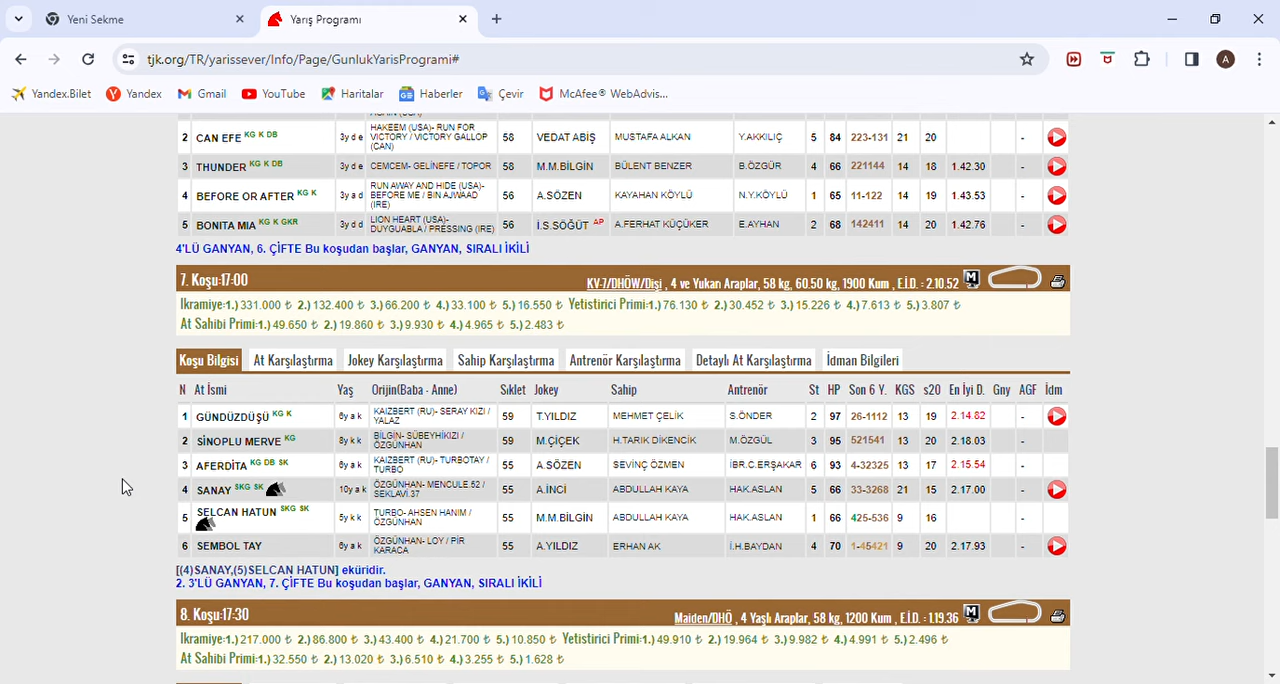 Yeni Sekme
Yarış Programı
tjk.org/TR/yarissever/Info/Page/GunlukYarisProgrami#
A
Yandex.Bilet Yandex Gmail YouTube Haritalar Haberler Çevir McAfee® WebAdvis...
2 CAN EFE KG K DB 3y d e HAKEEM (USA)- RUN FOR VICTORY / VICTORY GALLOP (CAN) 58 VEDAT ABİŞ MUSTAFA ALKAN Y.AKKILIÇ 5 84 223-131 21 20 -
3 THUNDER KG K DB 3y d e CEMCEM- GELİNEFE / TOPOR 58 M.M.BİLGİN BÜLENT BENZER B.ÖZGÜR 4 66 221144 14 18 1.42.30 -
4 BEFORE OR AFTER KG K 3y a d RUN AWAY AND HIDE (USA)- BEFORE ME / BIN AJWAAD (IRE) 56 A.SÖZEN KAYAHAN KÖYLÜ N.Y.KÖYLÜ 1 65 11-122 14 19 1.43.53 -
5 BONITA MIA KG K GKR 3y d d LION HEART (USA)- DUYGUABLA / PRESSING (IRE) 56 İ.S.SÖĞÜT AP A.FERHAT KÜÇÜKER E.AYHAN 2 68 142411 14 20 1.42.76 -
4'LÜ GANYAN, 6. ÇİFTE Bu koşudan başlar, GANYAN, SIRALI İKİLİ
7. Koşu:17:00 KV-7/DHÖW/Dişi , 4 ve Yukarı Araplar, 58 kg, 60.50 kg, 1900 Kum , E.İ.D. : 2.10.52 M
İkramiye:1.) 331.000 ₺ 2.) 132.400 ₺ 3.) 66.200 ₺ 4.) 33.100 ₺ 5.) 16.550 ₺ Yetistirici Primi:1.) 76.130 ₺ 2.) 30.452 ₺ 3.) 15.226 ₺ 4.) 7.613 ₺ 5.) 3.807 ₺
At Sahibi Primi:1.) 49.650 ₺ 2.) 19.860 ₺ 3.) 9.930 ₺ 4.) 4.965 ₺ 5.) 2.483 ₺
Koşu Bilgisi At Karşılaştırma Jokey Karşılaştırma Sahip Karşılaştırma Antrenör Karşılaştırma Detaylı At Karşılaştırma İdman Bilgileri
N At İsmi Yaş Orijin(Baba - Anne) Sıklet Jokey Sahip Antrenör St HP Son 6 Y. KGS s20 En İyi D. Gny AGF İdm
1 GÜNDÜZDÜŞÜ KG K 6y a k KAIZBERT (RU)- SERAY KIZI / YALAZ 59 T.YILDIZ MEHMET ÇELİK S.ÖNDER 2 97 26-1112 13 19 2.14.82 -
2 SİNOPLU MERVE KG 8y k k BİLGİN- SÜBEYHİKIZI / ÖZGÜNHAN 59 M.ÇİÇEK H.TARIK DİKENCİK M.ÖZGÜL 3 95 521541 13 20 2.18.03 -
3 AFERDİTA KG DB SK 6y a k KAIZBERT (RU)- TURBOTAY / TURBO 55 A.SÖZEN SEVİNÇ ÖZMEN İBR.C.ERŞAKAR 6 93 4-32325 13 17 2.15.54 -
4 SANAY SKG SK 10y a k ÖZGÜNHAN- MENCULE.62 / SEKLAVİ.37 55 A.İNCİ ABDULLAH KAYA HAK.ASLAN 5 66 33-3268 21 15 2.17.00 -
5 SELCAN HATUN SKG SK 5y k k TURBO- AHSEN HANIM / ÖZGÜNHAN 55 M.M.BİLGİN ABDULLAH KAYA HAK.ASLAN 1 66 425-536 9 16 -
6 SEMBOL TAY 6y a k ÖZGÜNHAN- LOY / PİR KARACA 55 A.YILDIZ ERHAN AK İ.H.BAYDAN 4 70 1-45421 9 20 2.17.93 -
[(4)SANAY,(5)SELCAN HATUN] eküridir.
2. 3'LÜ GANYAN, 7. ÇİFTE Bu koşudan başlar, GANYAN, SIRALI İKİLİ
8. Koşu:17:30 Maiden/DHÖ , 4 Yaşlı Araplar, 58 kg, 1200 Kum , E.İ.D. : 1.19.36 M
İkramiye:1.) 217.000 ₺ 2.) 86.800 ₺ 3.) 43.400 ₺ 4.) 21.700 ₺ 5.) 10.850 ₺ Yetistirici Primi:1.) 49.910 ₺ 2.) 19.964 ₺ 3.) 9.982 ₺ 4.) 4.991 ₺ 5.) 2.496 ₺
At Sahibi Primi:1.) 32.550 ₺ 2.) 13.020 ₺ 3.) 6.510 ₺ 4.) 3.255 ₺ 5.) 1.628 ₺